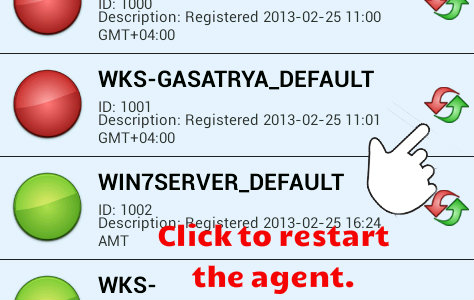 ID: 1000
Description: Registered 2013-02-25 11:00
GMT+04:00
WKS-GASATRYA_DEFAULT
ID: 1001
Description: Registered 2013-02-25 11:01
GMT+04:00
WIN7SERVER_DEFAULT
ID: 1002
Description: Registered 2013-02-25 16:24
AMT
Click to restart
the agent.
WKS-